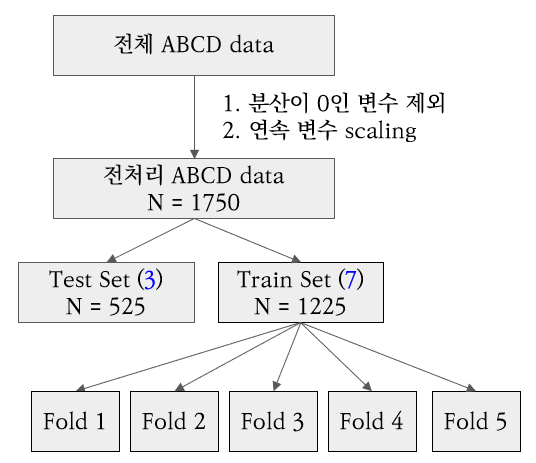 전체 ABCD data
1. 분산이 0인 변수 제외
2. 연속 변수 scaling
전처리 ABCD data
N = 1750
Test Set (3)
N = 525
Train Set (7)
N = 1225
Fold 1
Fold 2
Fold 3
Fold 4
Fold 5